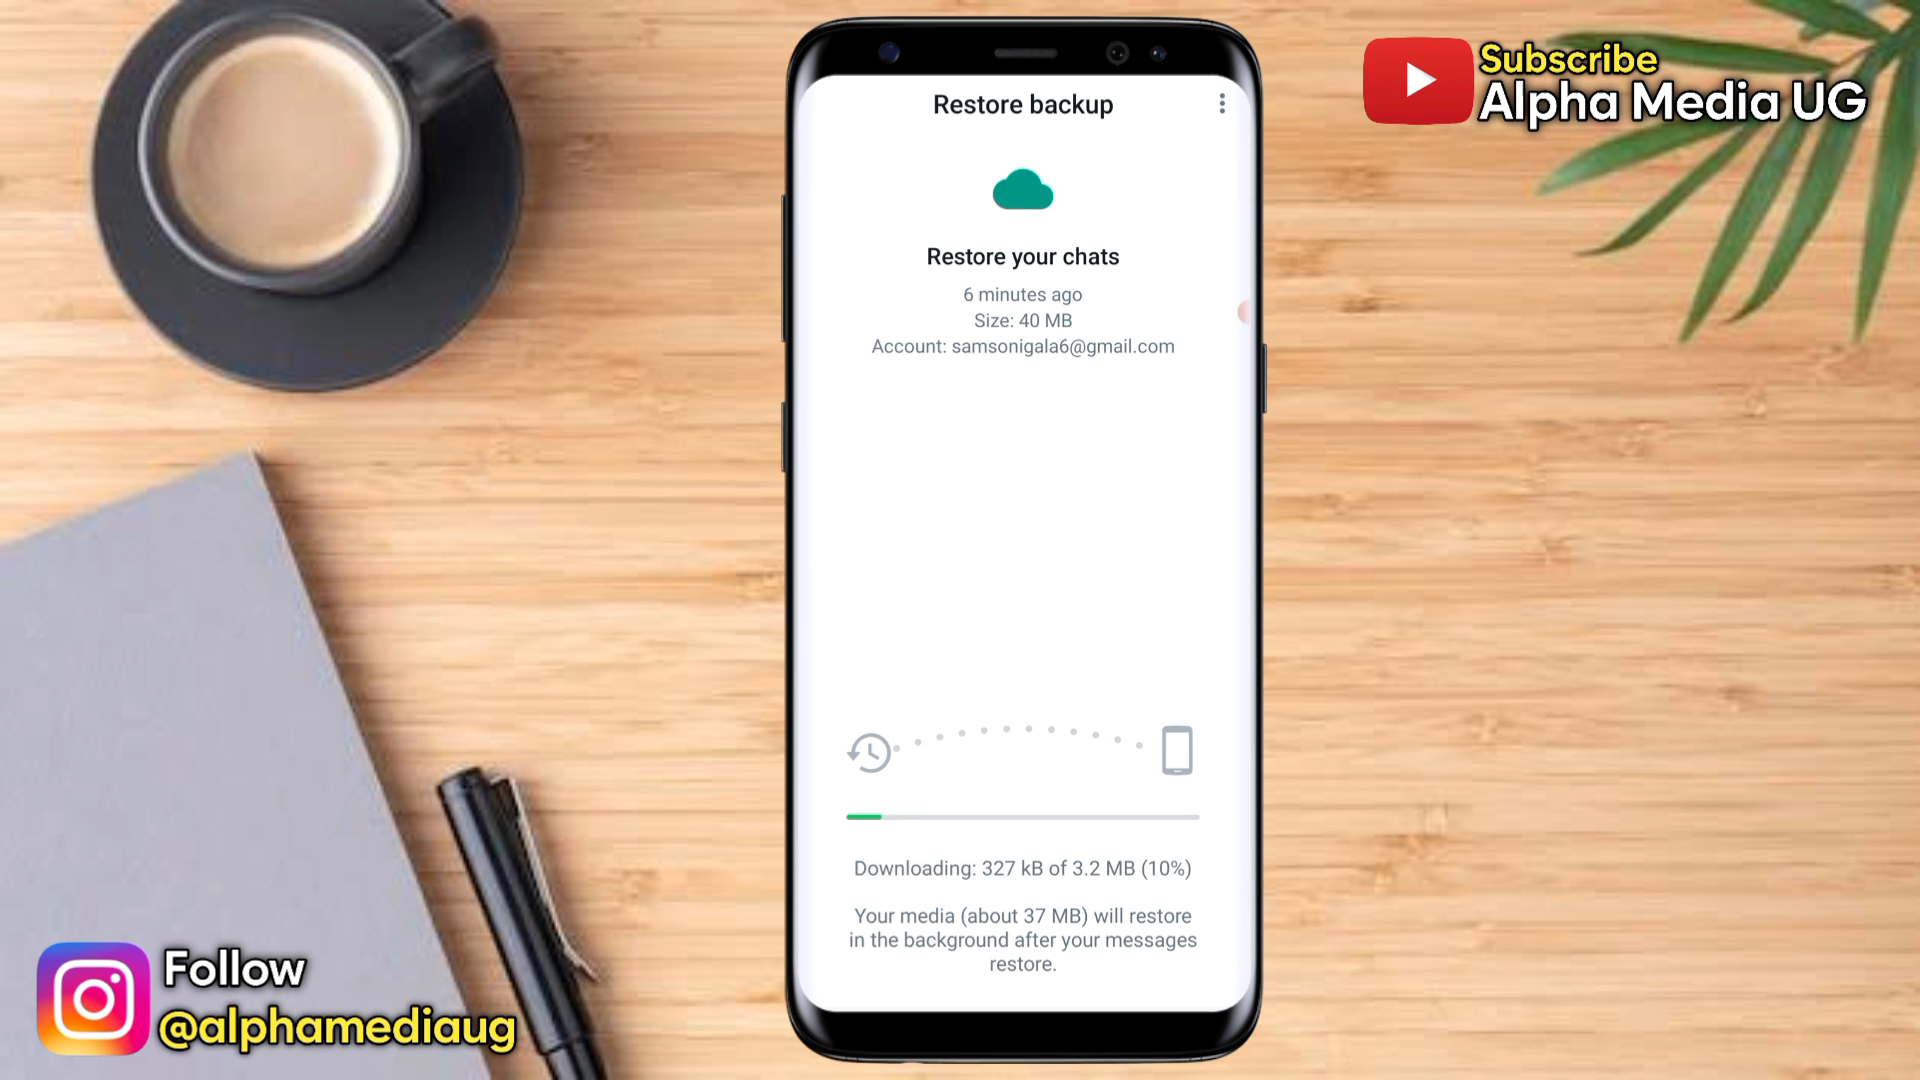 Restore backup
Restore your chats
6 minutes ago
Size: 40 MB
Account: samsonigala6@gmail.com
Downloading: 327 kB of 3.2 MB (10%)
Your media (about 37 MB) will restore
in the background after your messages
restore.
Subscribe
Alpha Media UG
Follow
@alphamediaug